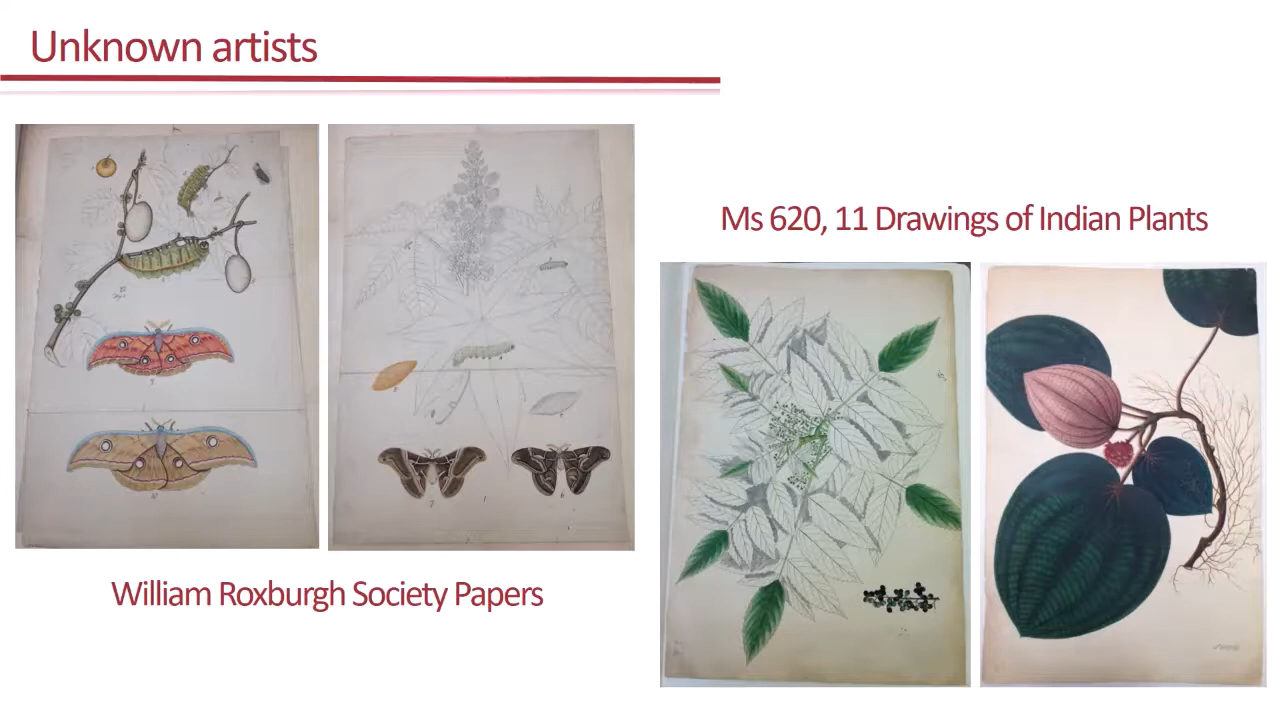 Unknown artists
Ms 620, 11 Drawings of Indian Plants
William Roxburgh Society Papers